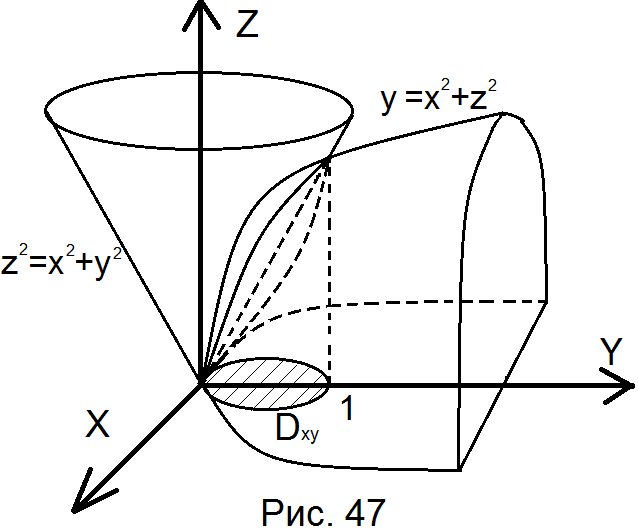 Z
y =x²+z²
z²=x²+y²
Y
X
1
Dxy
Рис. 47